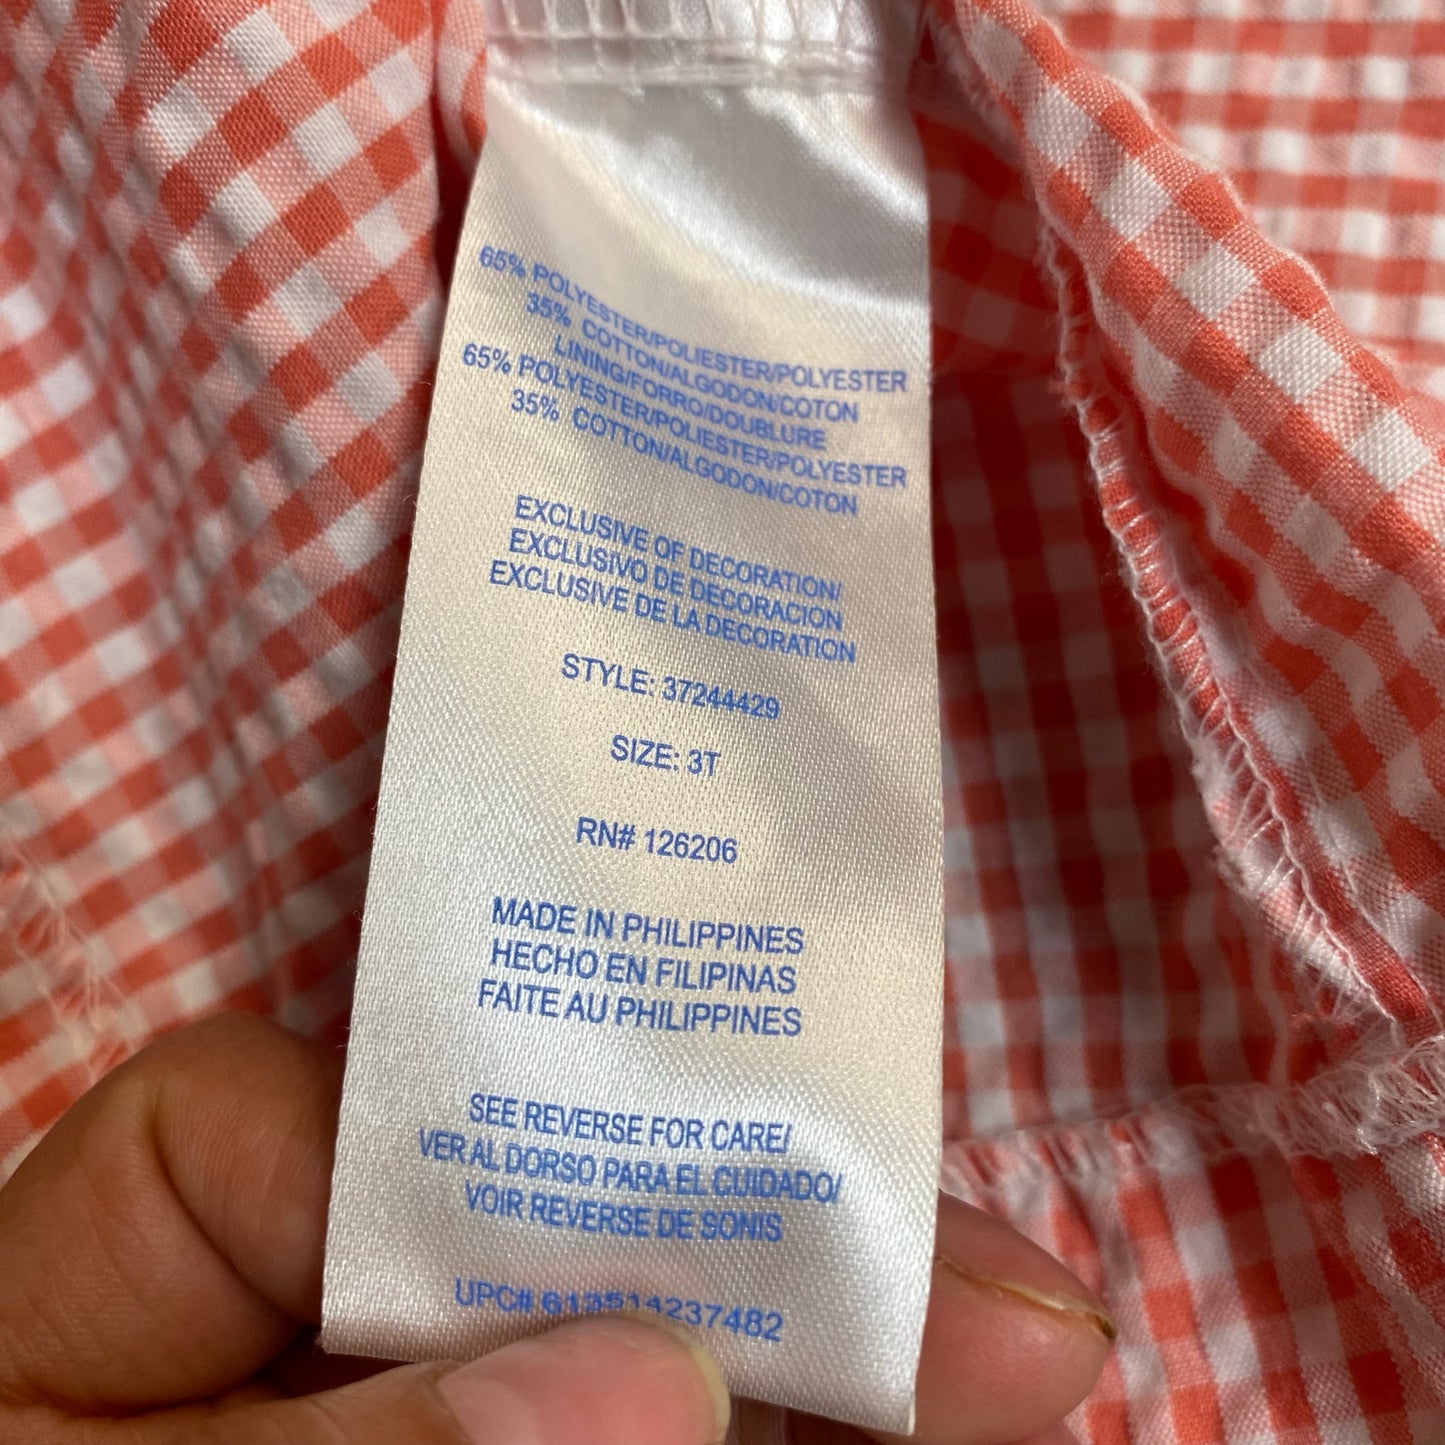 65% POLYESTER/POLIESTER/POLYESTER
35% COTTON/ALGODON/COTON
LINING/FORRO/DOUBLURE
65% POLYESTER/POLIESTER/POLYESTER
35% COTTON/ALGODON/COTON
EXCLUSIVE OF DECORATION/
EXCLUSIVO DE DECORACION
EXCLUSIVE DE LA DECORATION
STYLE: 37244429
SIZE: 3T
RN# 126206
MADE IN PHILIPPINES
HECHO EN FILIPINAS
FAITE AU PHILIPPINES
SEE REVERSE FOR CARE/
VER AL DORSO PARA EL CUIDADO/
VOIR REVERSE DE SONIS
UPC# 613514237482